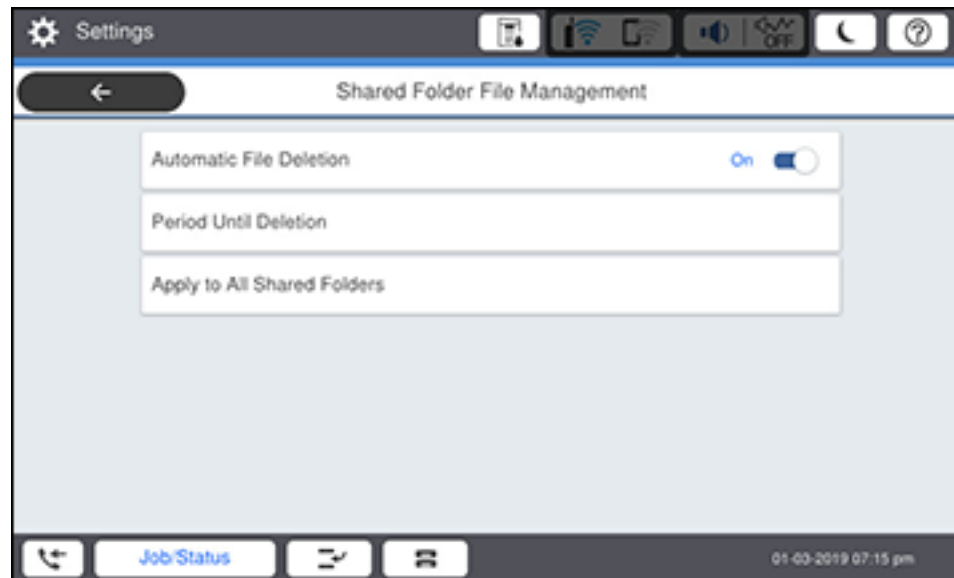 Settings
OFF
Shared Folder File Management
Automatic File Deletion On
Period Until Deletion
Apply to All Shared Folders
Job/Status
01-03-2019 07:15 pm